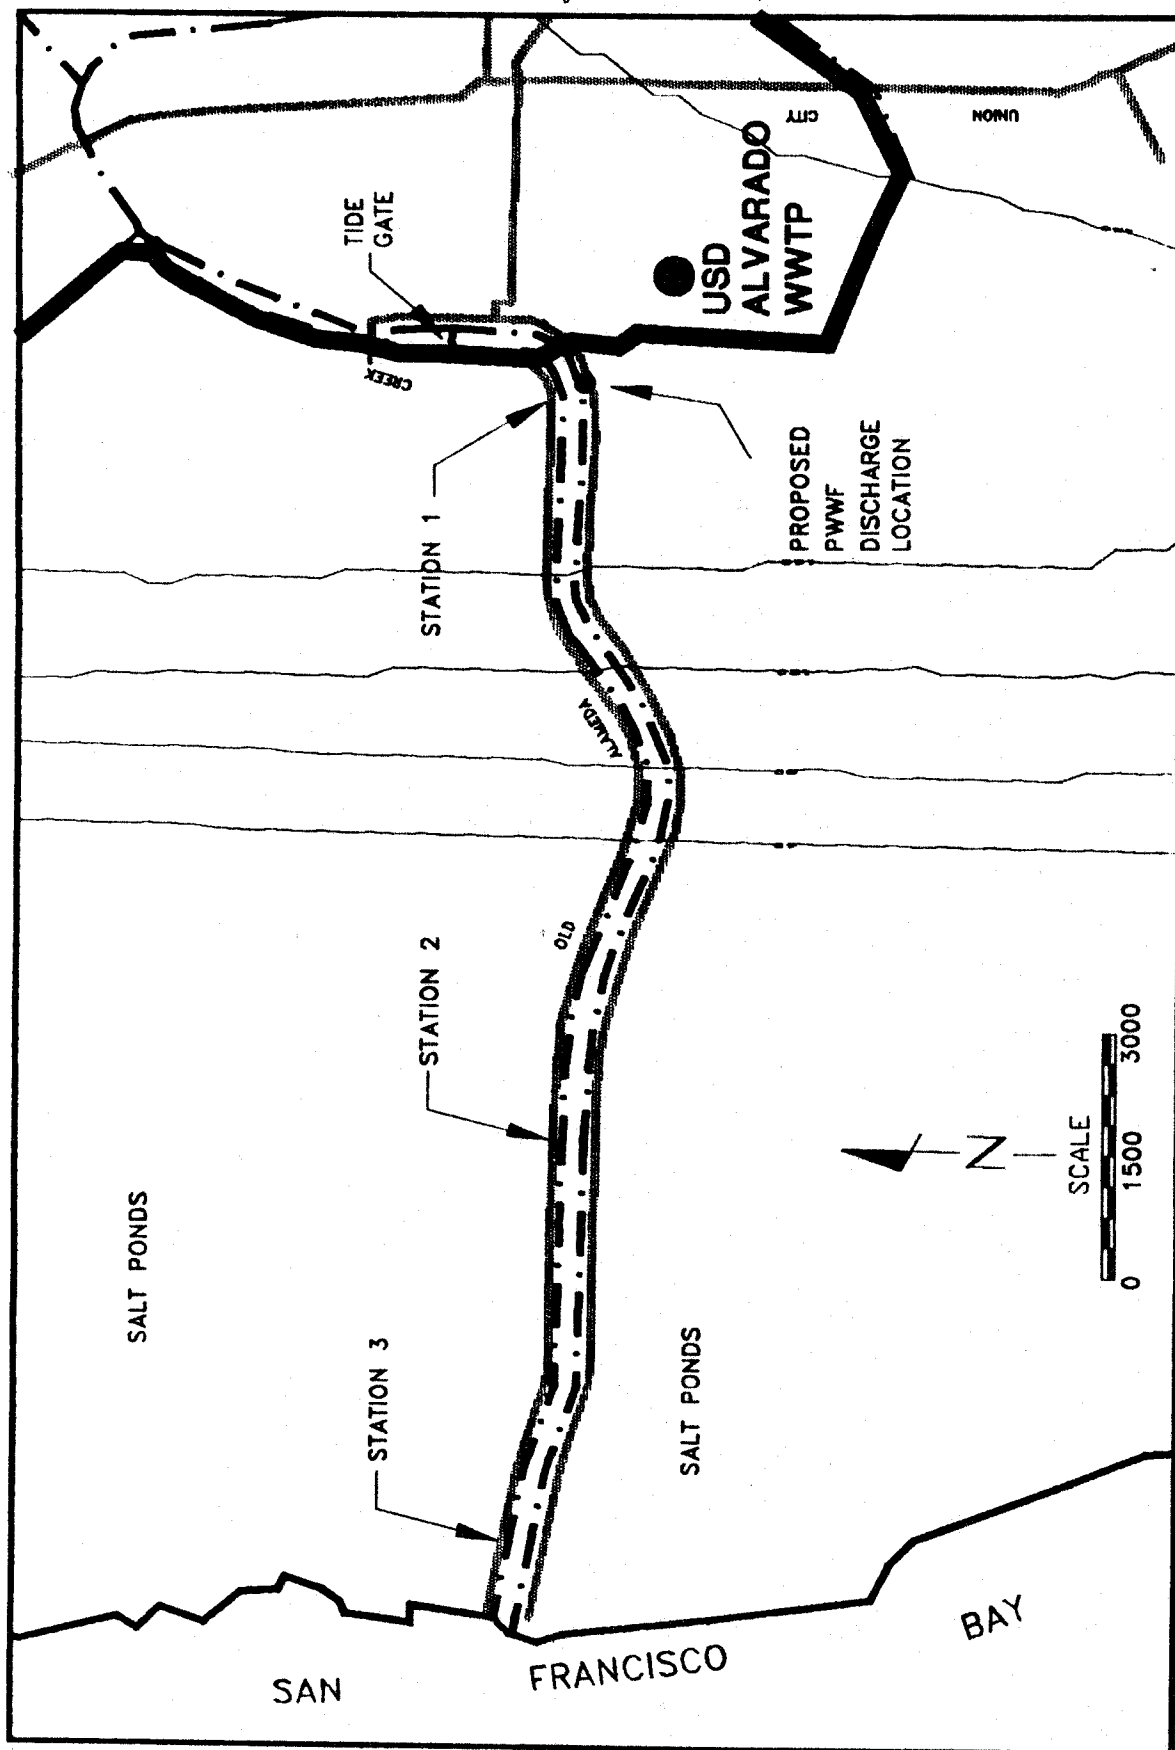 TIDE
GATE
CITY
UNION
USD
ALVARADO
WWTP
CREEK
STATION 1
PROPOSED
PWWF
DISCHARGE
LOCATION
ALAMEDA
OLD
STATION 2
SALT PONDS
STATION 3
SALT PONDS
N
SCALE
0 1500 3000
SAN FRANCISCO BAY